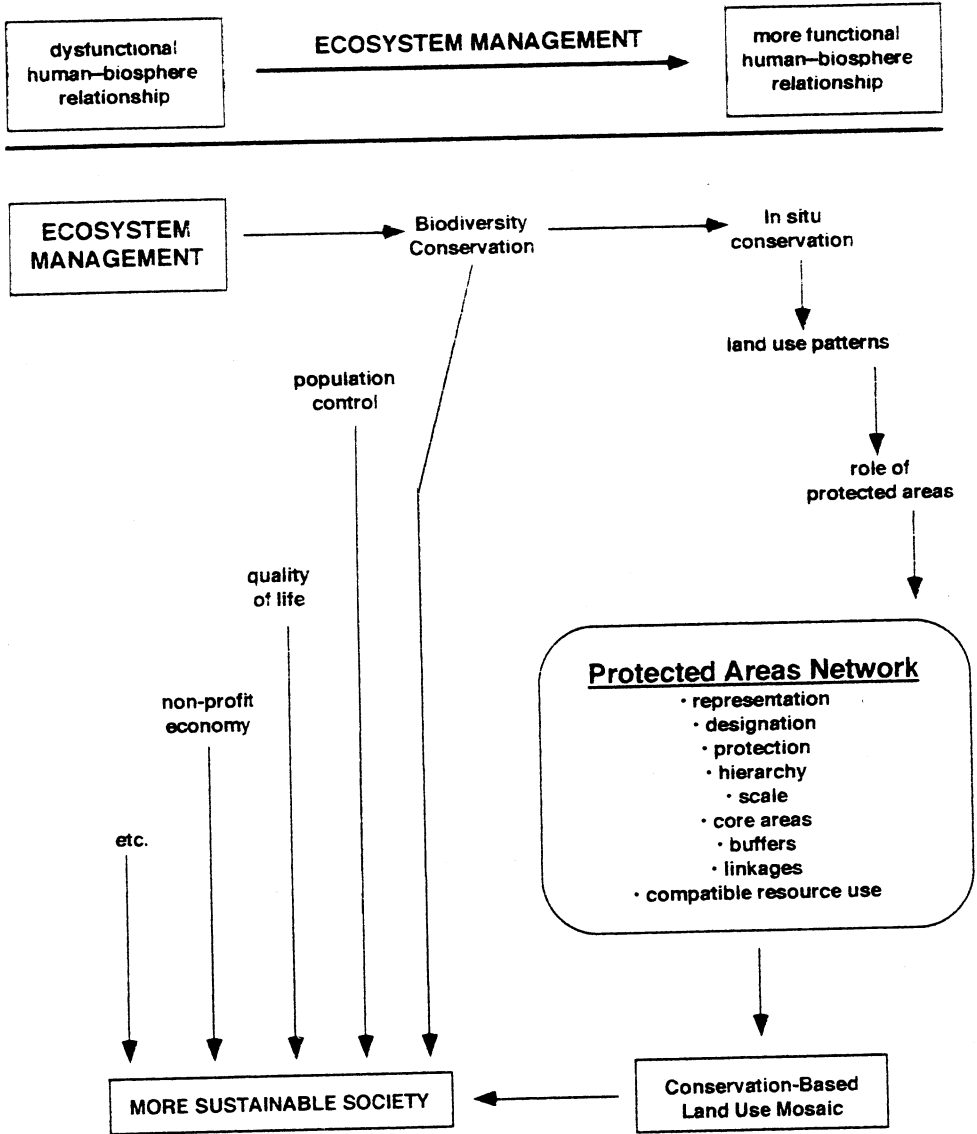 dysfunctional
human–biosphere
relationship
ECOSYSTEM MANAGEMENT
more functional
human–biosphere
relationship
ECOSYSTEM
MANAGEMENT
Biodiversity
Conservation
In situ
conservation
land use patterns
population
control
role of
protected areas
quality
of life
non-profit
economy
etc.
Protected Areas Network
· representation
· designation
· protection
· hierarchy
· scale
· core areas
· buffers
· linkages
· compatible resource use
MORE SUSTAINABLE SOCIETY
Conservation-Based
Land Use Mosaic